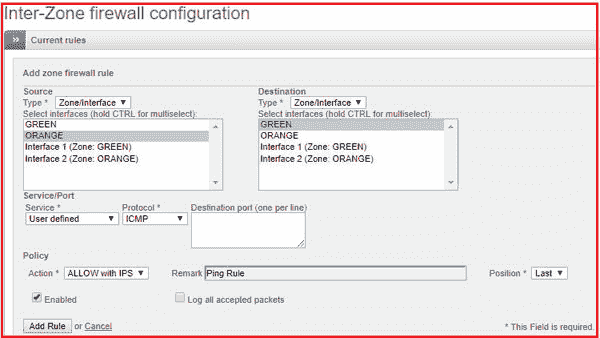 Inter-Zone firewall configuration
Current rules
Add zone firewall rule
Source Destination
Type * Zone/Interface Type * Zone/Interface
Select interfaces (hold CTRL for multiselect): Select interfaces (hold CTRL for multiselect):
GREEN GREEN
ORANGE ORANGE
Interface 1 (Zone: GREEN) Interface 1 (Zone: GREEN)
Interface 2 (Zone: ORANGE) Interface 2 (Zone: ORANGE)
Service/Port
Service * Protocol * Destination port (one per line)
User defined ICMP
Policy
Action * ALLOW with IPS Remark Ping Rule Position * Last
Enabled Log all accepted packets
Add Rule or Cancel * This Field is required.